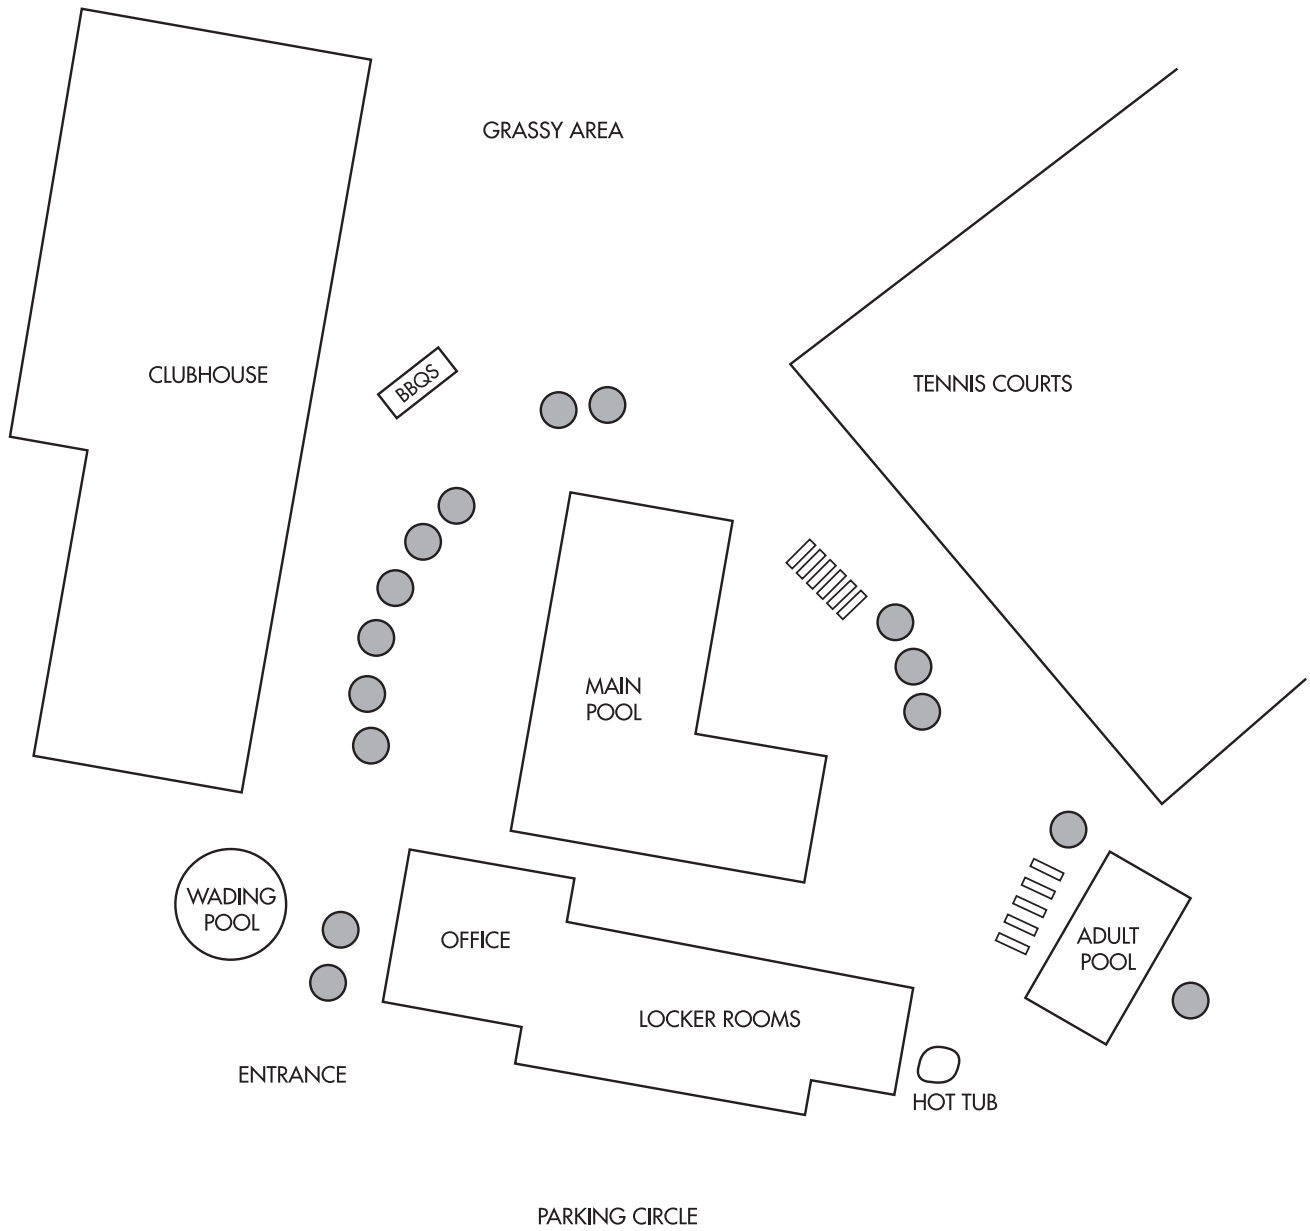 GRASSY AREA
CLUBHOUSE
BBQS
TENNIS COURTS
MAIN
POOL
WADING
POOL
OFFICE
ADULT
POOL
LOCKER ROOMS
ENTRANCE
HOT TUB
PARKING CIRCLE